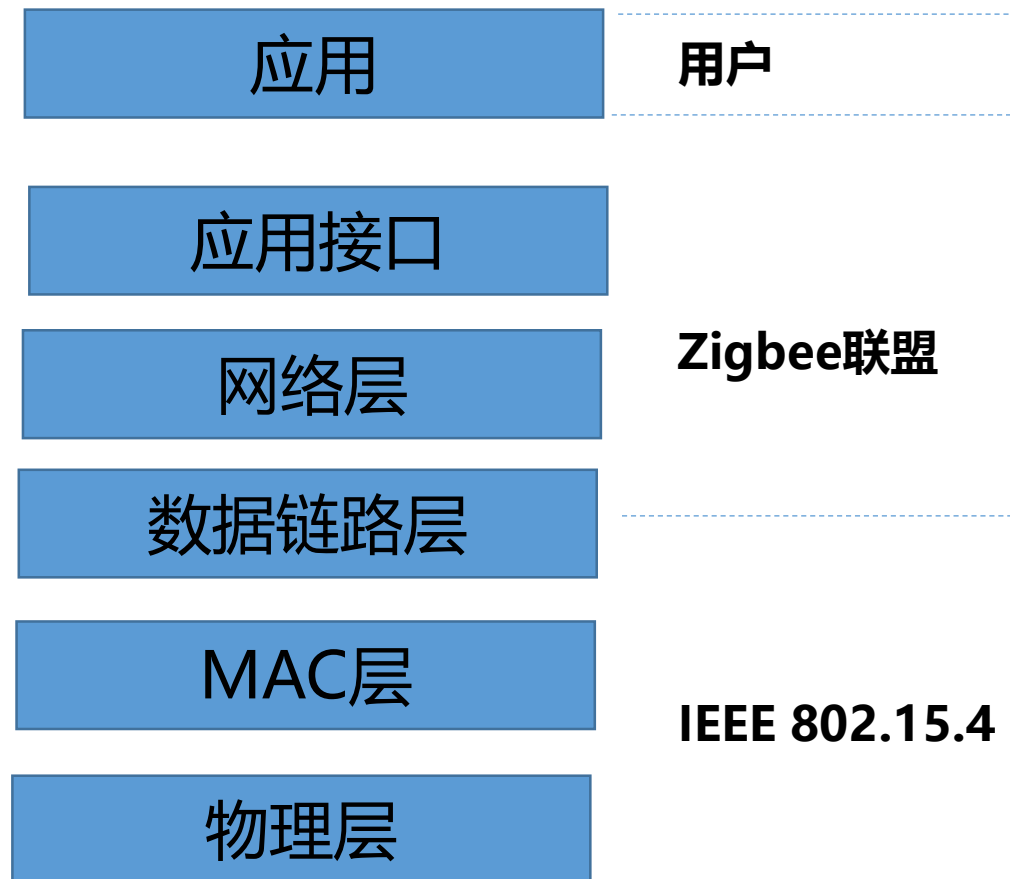 应用
用户
应用接口
Zigbee联盟
网络层
数据链路层
MAC层
IEEE 802.15.4
物理层